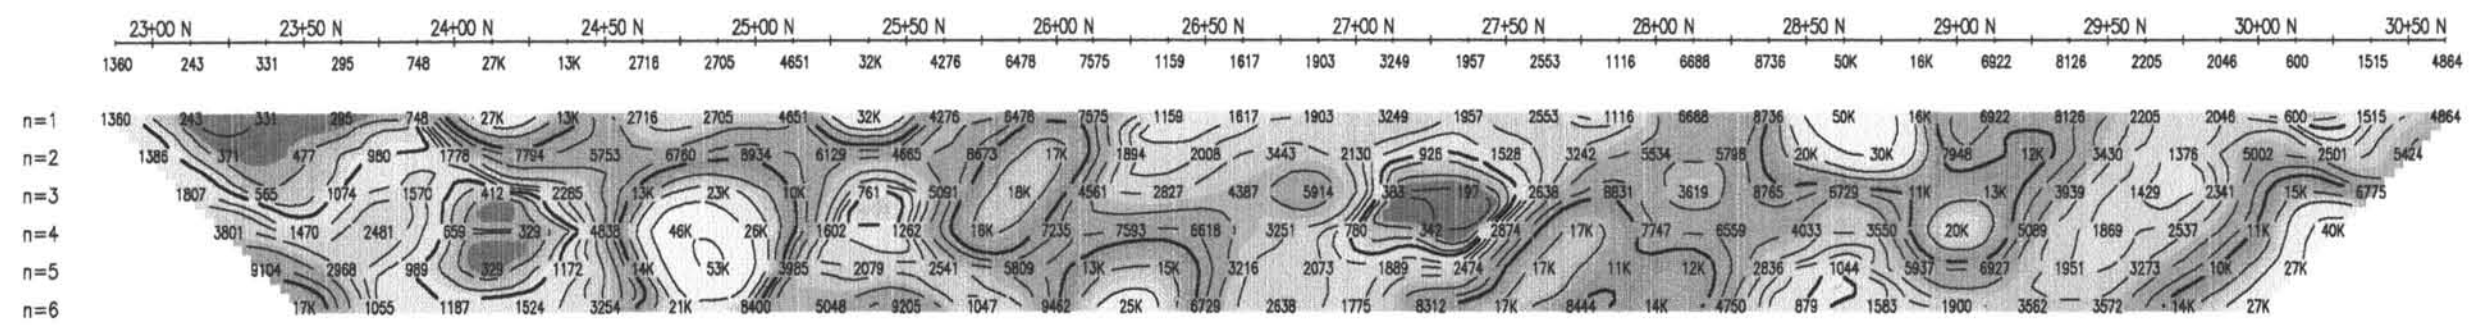 23+00 N 23+50 N 24+00 N 24+50 N 25+00 N 25+50 N 26+00 N 26+50 N 27+00 N 27+50 N 28+00 N 28+50 N 29+00 N 29+50 N 30+00 N 30+50 N
1360 243 331 295 748 27K 13K 2716 2705 4651 32K 4276 6478 7575 1159 1617 1903 3249 1957 2553 1116 6688 8736 50K 16K 6922 8126 2205 2046 600 1515 4864
n=1 1360 243 331 295 748 27K 13K 2716 2705 4651 32K 4276 6478 7575 1159 1617 1903 3249 1957 2553 1116 6688 8736 50K 16K 6922 8126 2205 2046 600 1515 4864
n=2 1386 371 477 980 1778 7794 5753 6760 8934 6129 4665 8673 17K 1894 2008 3443 2130 928 1528 3242 5534 5798 20K 30K 7948 12K 3430 1376 5002 2501 5424
n=3 1807 565 1074 1570 412 2285 13K 23K 10K 761 5091 18K 4561 2827 4387 5914 383 197 2638 8831 3619 8765 6729 11K 13K 3939 1429 2341 15K 6775
n=4 3801 1470 2481 659 329 4838 46K 26K 1602 1262 16K 7235 7593 6618 3251 780 342 2874 17K 7747 6559 4033 3550 20K 5089 1869 2537 11K 40K
n=5 9104 2968 989 329 1172 14K 53K 3985 2079 2541 5809 13K 15K 3216 2073 1889 2474 17K 11K 12K 2836 1044 5937 6927 1951 3273 10K 27K
n=6 17K 1055 1187 1524 3254 21K 8400 5048 9205 1047 9462 25K 6729 2638 1775 8312 17K 8444 14K 4750 879 1583 1900 3562 3572 14K 27K